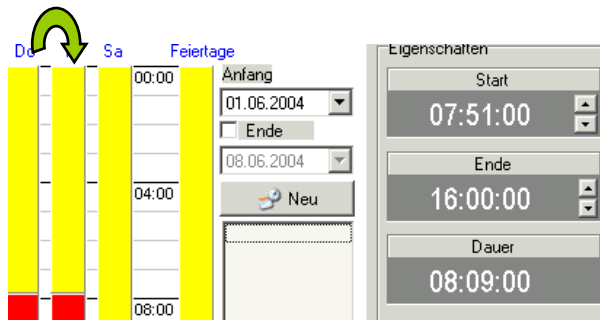 Do Sa Feiertage
00:00
04:00
08:00
Anfang
01.06.2004
Ende
08.06.2004
Neu
Eigenschaften
Start
07:51:00
Ende
16:00:00
Dauer
08:09:00